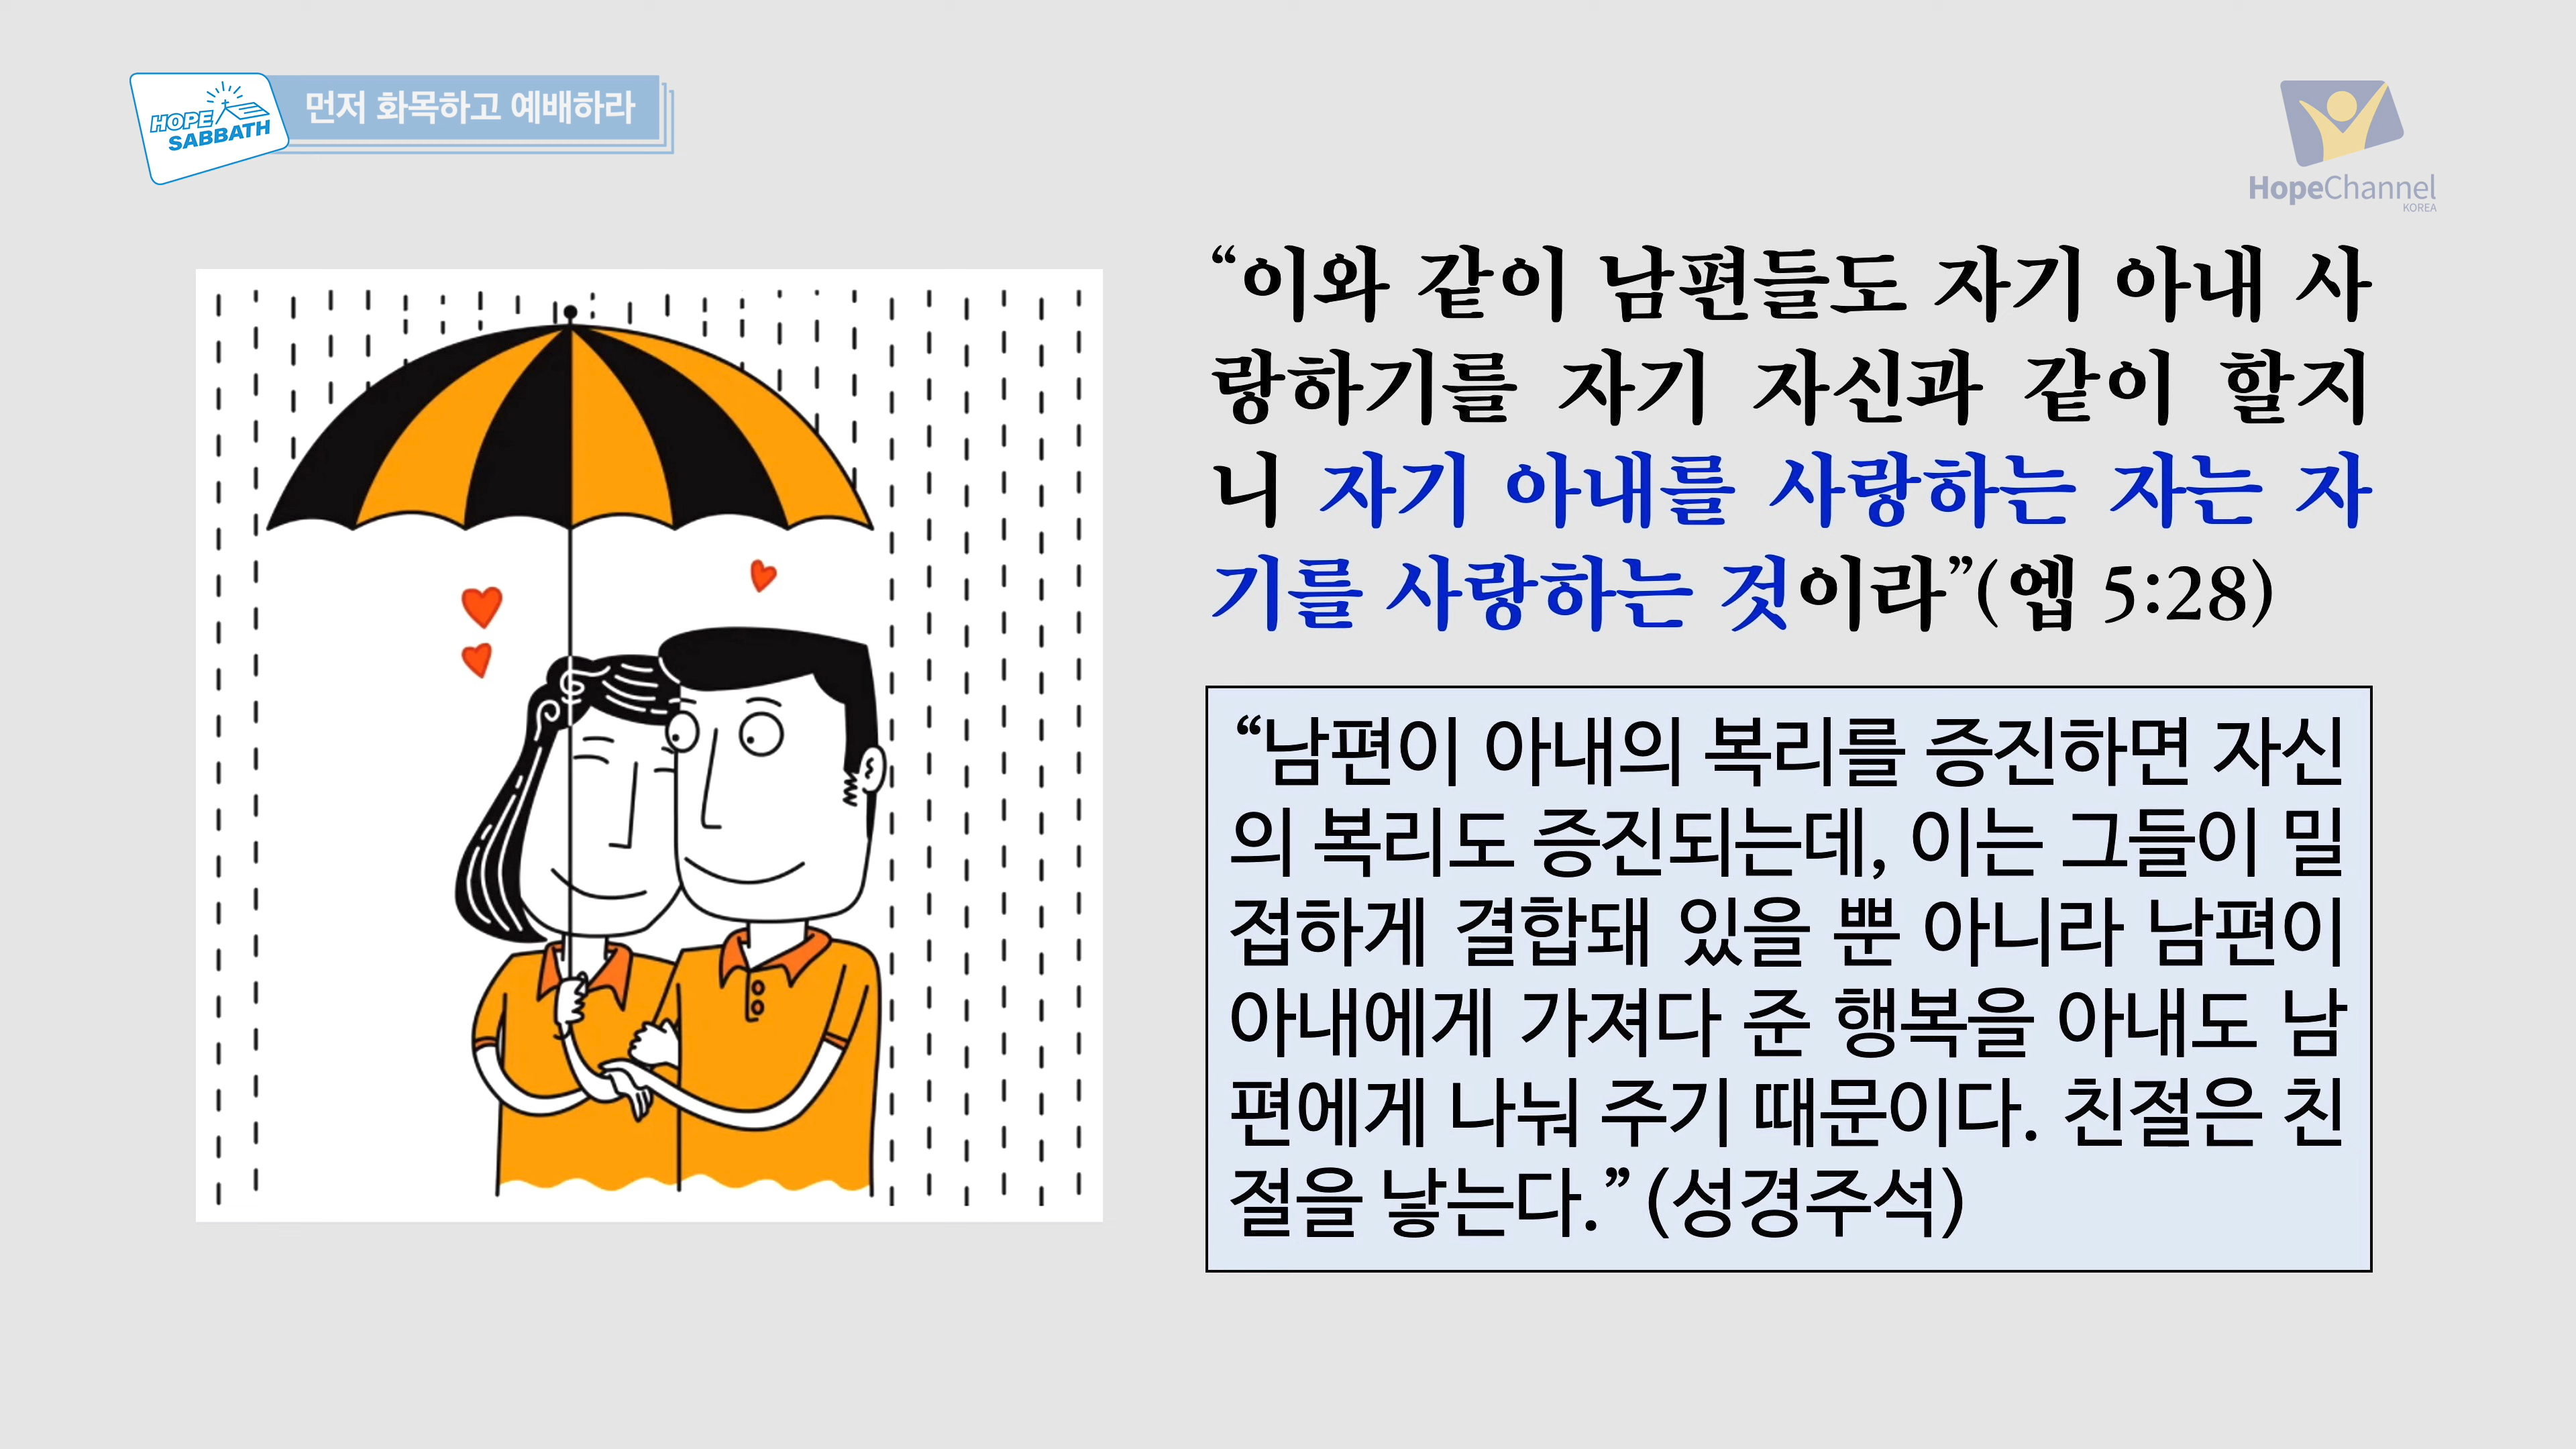 HOPE
SABBATH
먼저 화목하고 예배하라
HopeChannel
KOREA
“이와 같이 남편들도 자기 아내 사
랑하기를 자기 자신과 같이 할지
니 자기 아내를 사랑하는 자는 자
기를 사랑하는 것이라”(엡 5:28)
“남편이 아내의 복리를 증진하면 자신
의 복리도 증진되는데, 이는 그들이 밀
접하게 결합돼 있을 뿐 아니라 남편이
아내에게 가져다 준 행복을 아내도 남
편에게 나눠 주기 때문이다. 친절은 친
절을 낳는다.”(성경주석)